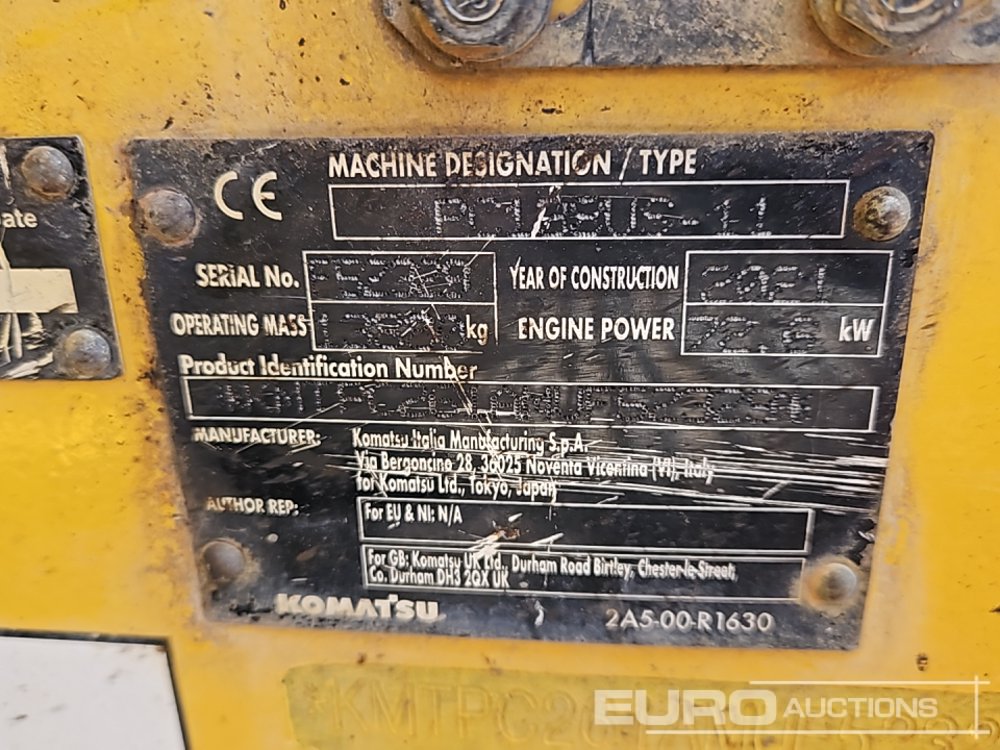 ate
CE
MACHINE DESIGNATION / TYPE
SERIAL No.
YEAR OF CONSTRUCTION 2021
OPERATING MASS kg
ENGINE POWER 72.6 kW
Product Identification Number
MANUFACTURER: Komatsu Italia Manufacturing S.p.A.
Via Bergoncino 28, 36025 Noventa Vicentina (VI), Italy
for Komatsu Ltd., Tokyo, Japan
AUTHOR REP:
For EU & NI: N/A
For GB: Komatsu UK Ltd., Durham Road Birtley, Chester-le-Street,
Co. Durham DH3 2QX UK
KOMATSU
2A5-00-R1630
EURO AUCTIONS